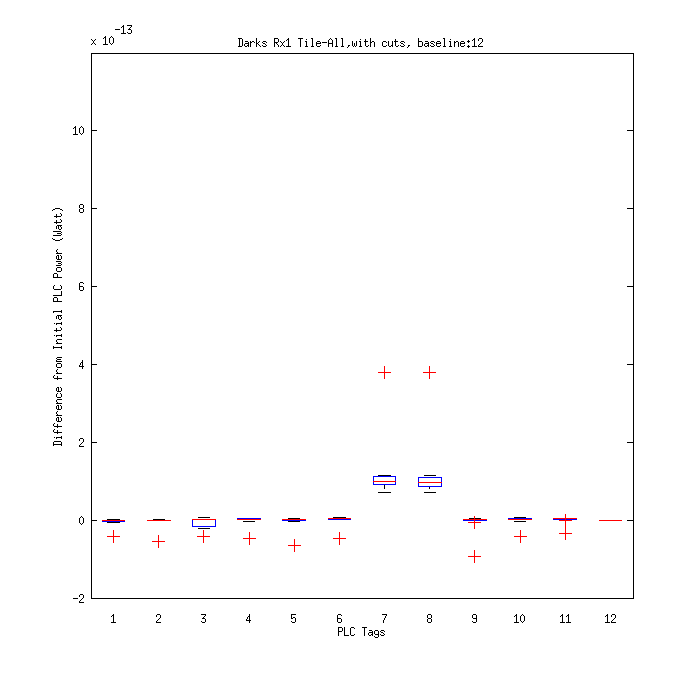 x 10 -13
Darks Rx1 Tile-All,with cuts, baseline:12
Difference from Initial PLC Power (Watt)
10
8
6
4
2
0
-2
1 2 3 4 5 6 7 8 9 10 11 12
PLC Tags